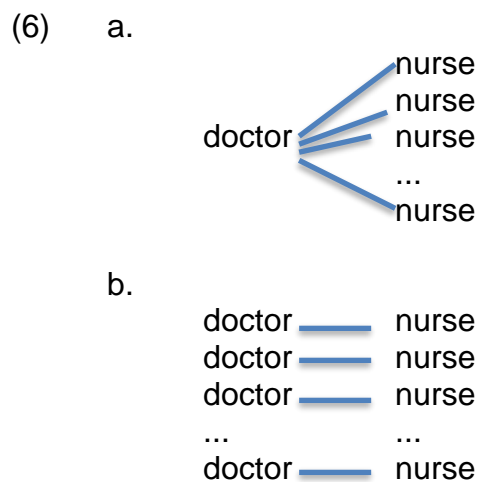 (6) a.
nurse
nurse
doctor nurse
...
nurse
b.
doctor nurse
doctor nurse
doctor nurse
... ...
doctor nurse